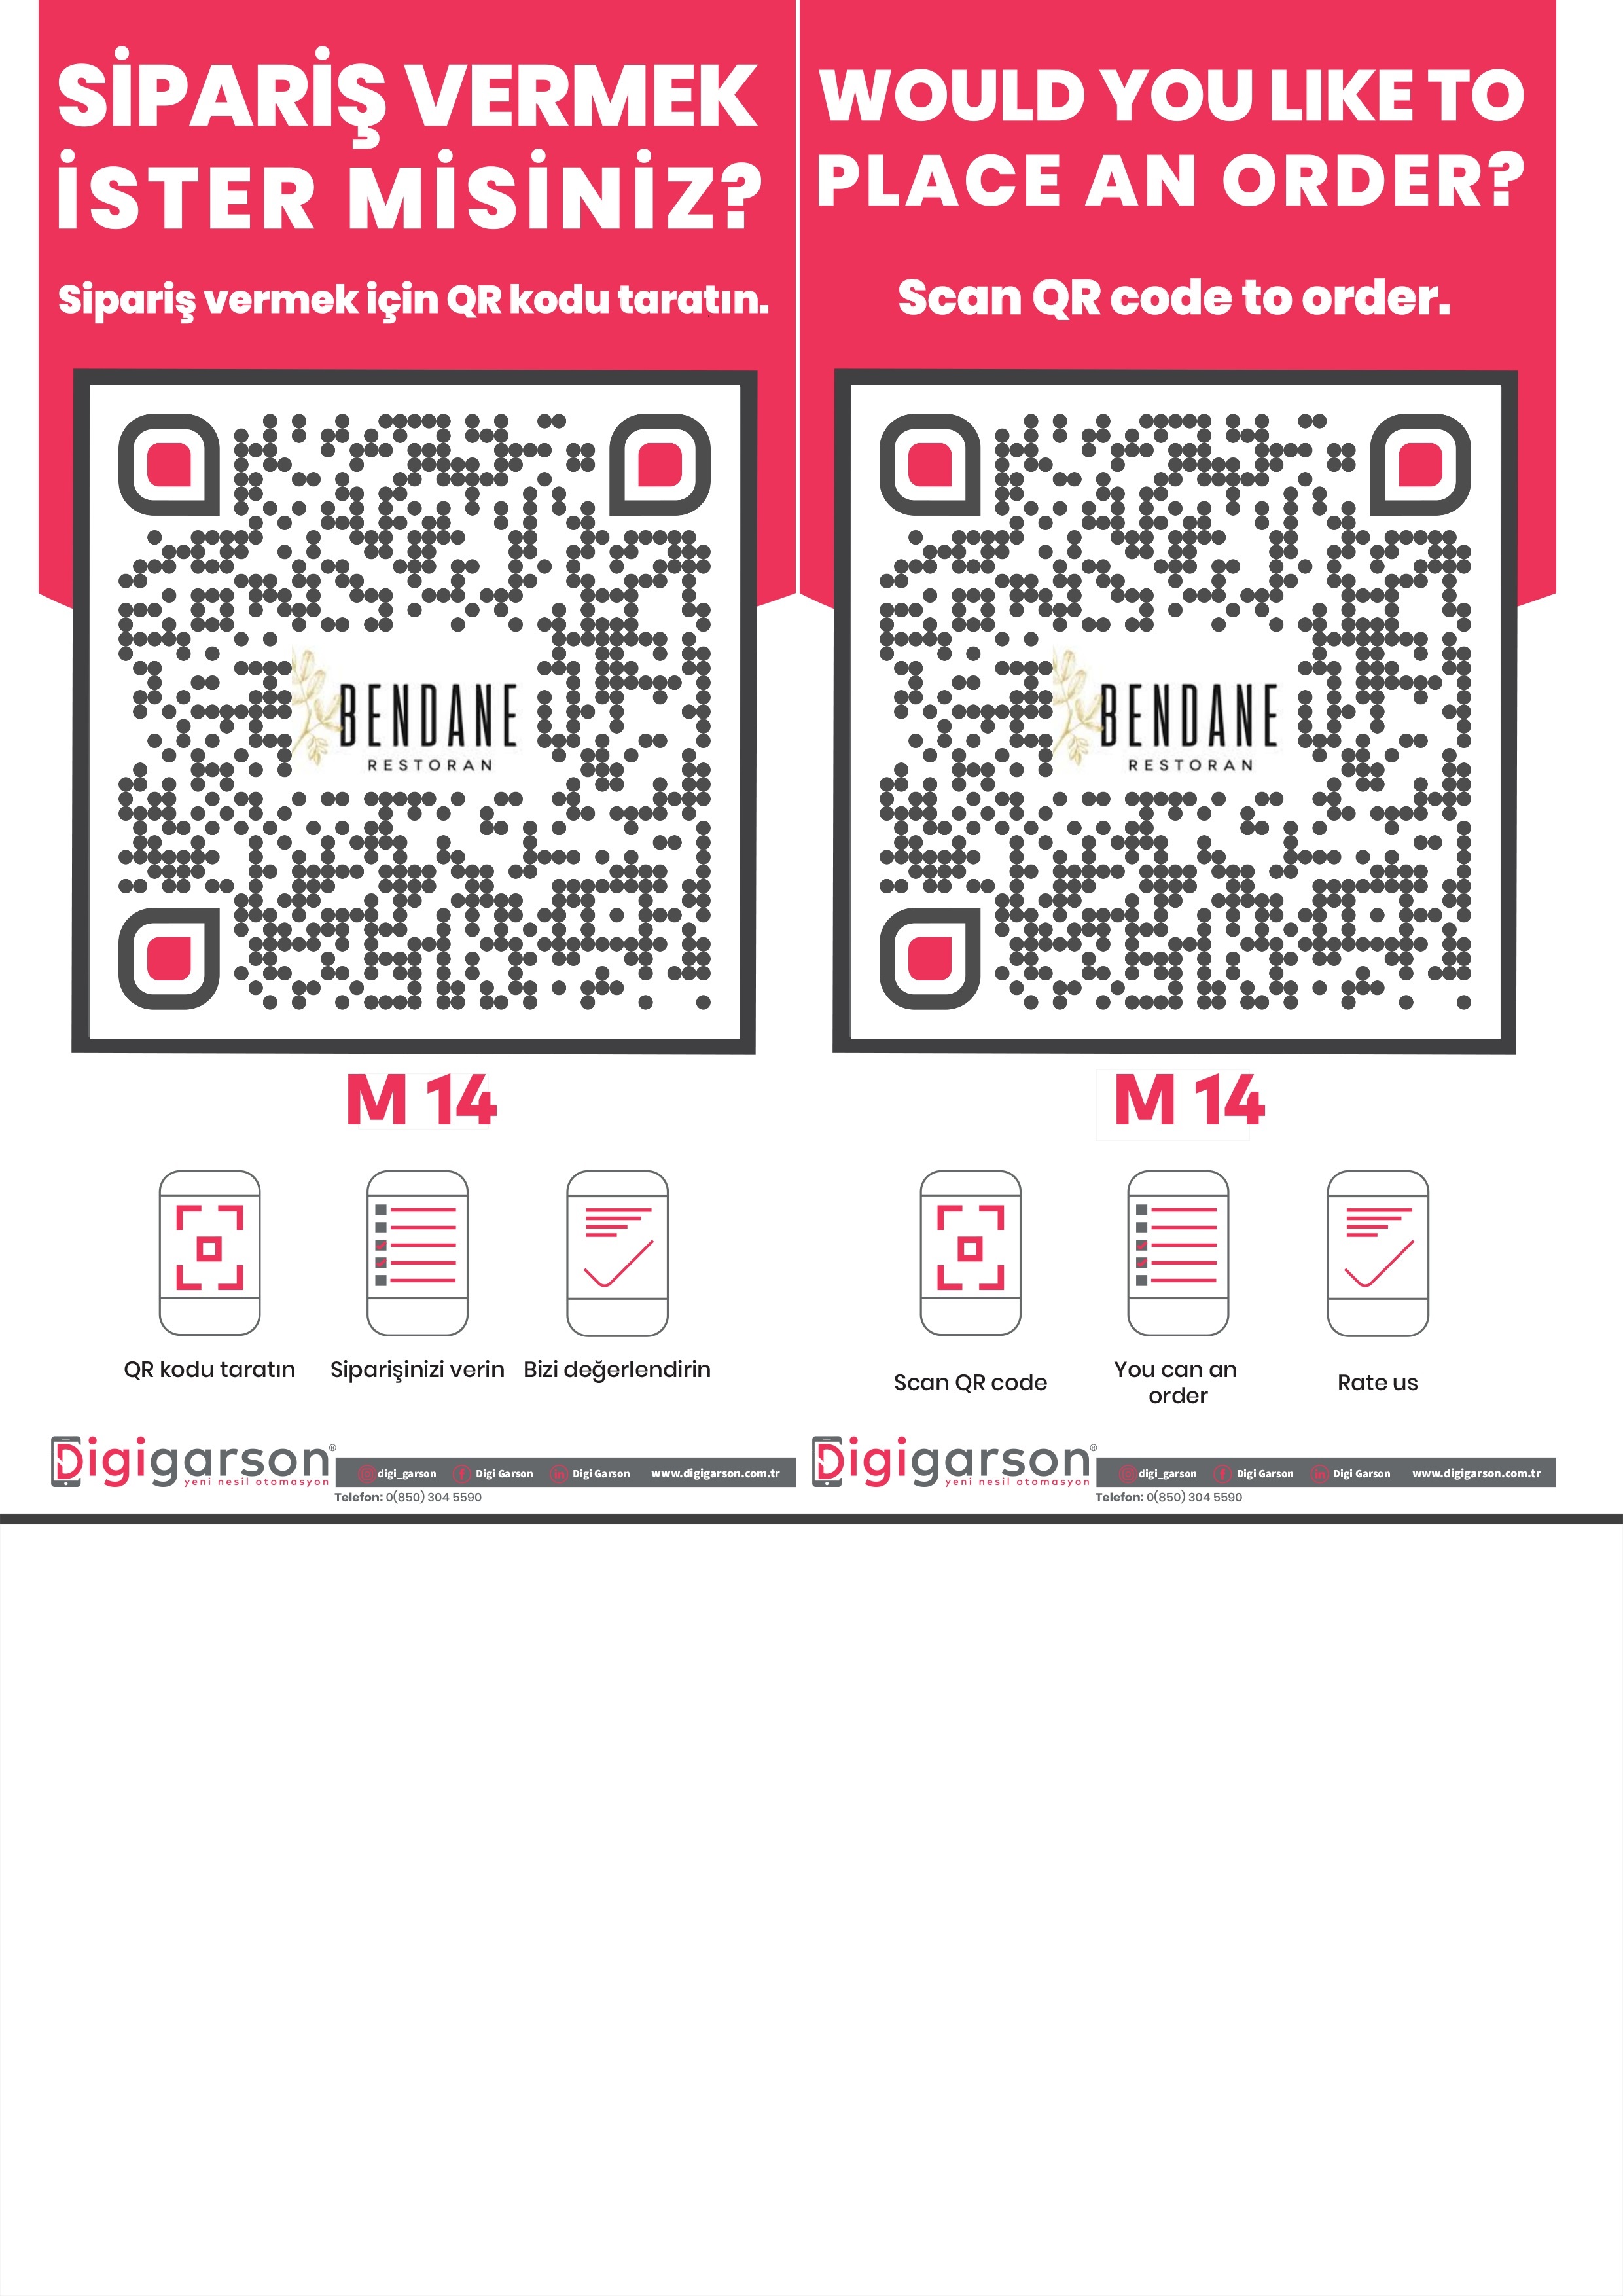 SİPARİŞ VERMEK
İSTER MİSİNİZ?
Sipariş vermek için QR kodu taratın.
BENDANE
RESTORAN
M 14
QR kodu taratın
Siparişinizi verin
Bizi değerlendirin
Digigarson®
yeni nesil otomasyon
digi_garson Digi Garson Digi Garson www.digigarson.com.tr
Telefon: 0(850) 304 5590
WOULD YOU LIKE TO
PLACE AN ORDER?
Scan QR code to order.
BENDANE
RESTORAN
M 14
Scan QR code
You can an
order
Rate us
Digigarson®
yeni nesil otomasyon
digi_garson Digi Garson Digi Garson www.digigarson.com.tr
Telefon: 0(850) 304 5590